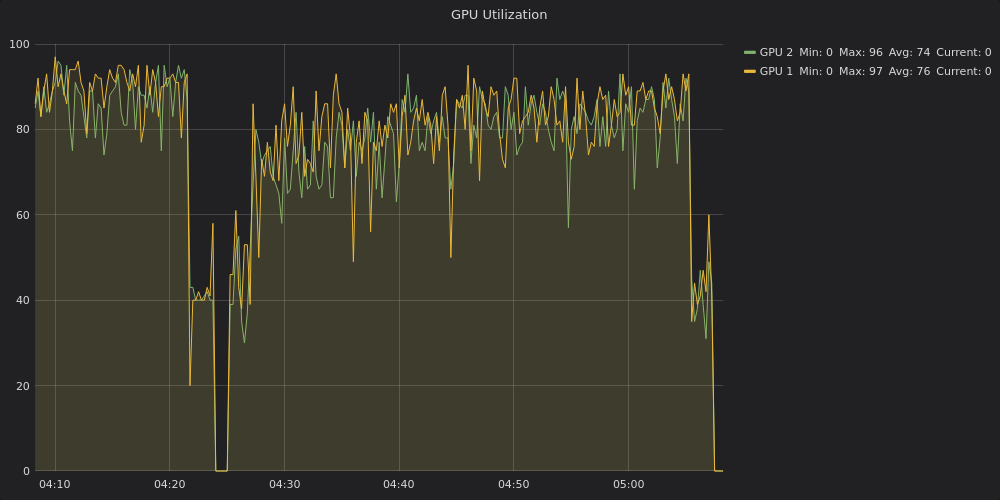 GPU Utilization
100
80
60
40
20
0
04:10 04:20 04:30 04:40 04:50 05:00
GPU 2 Min: 0 Max: 96 Avg: 74 Current: 0
GPU 1 Min: 0 Max: 97 Avg: 76 Current: 0